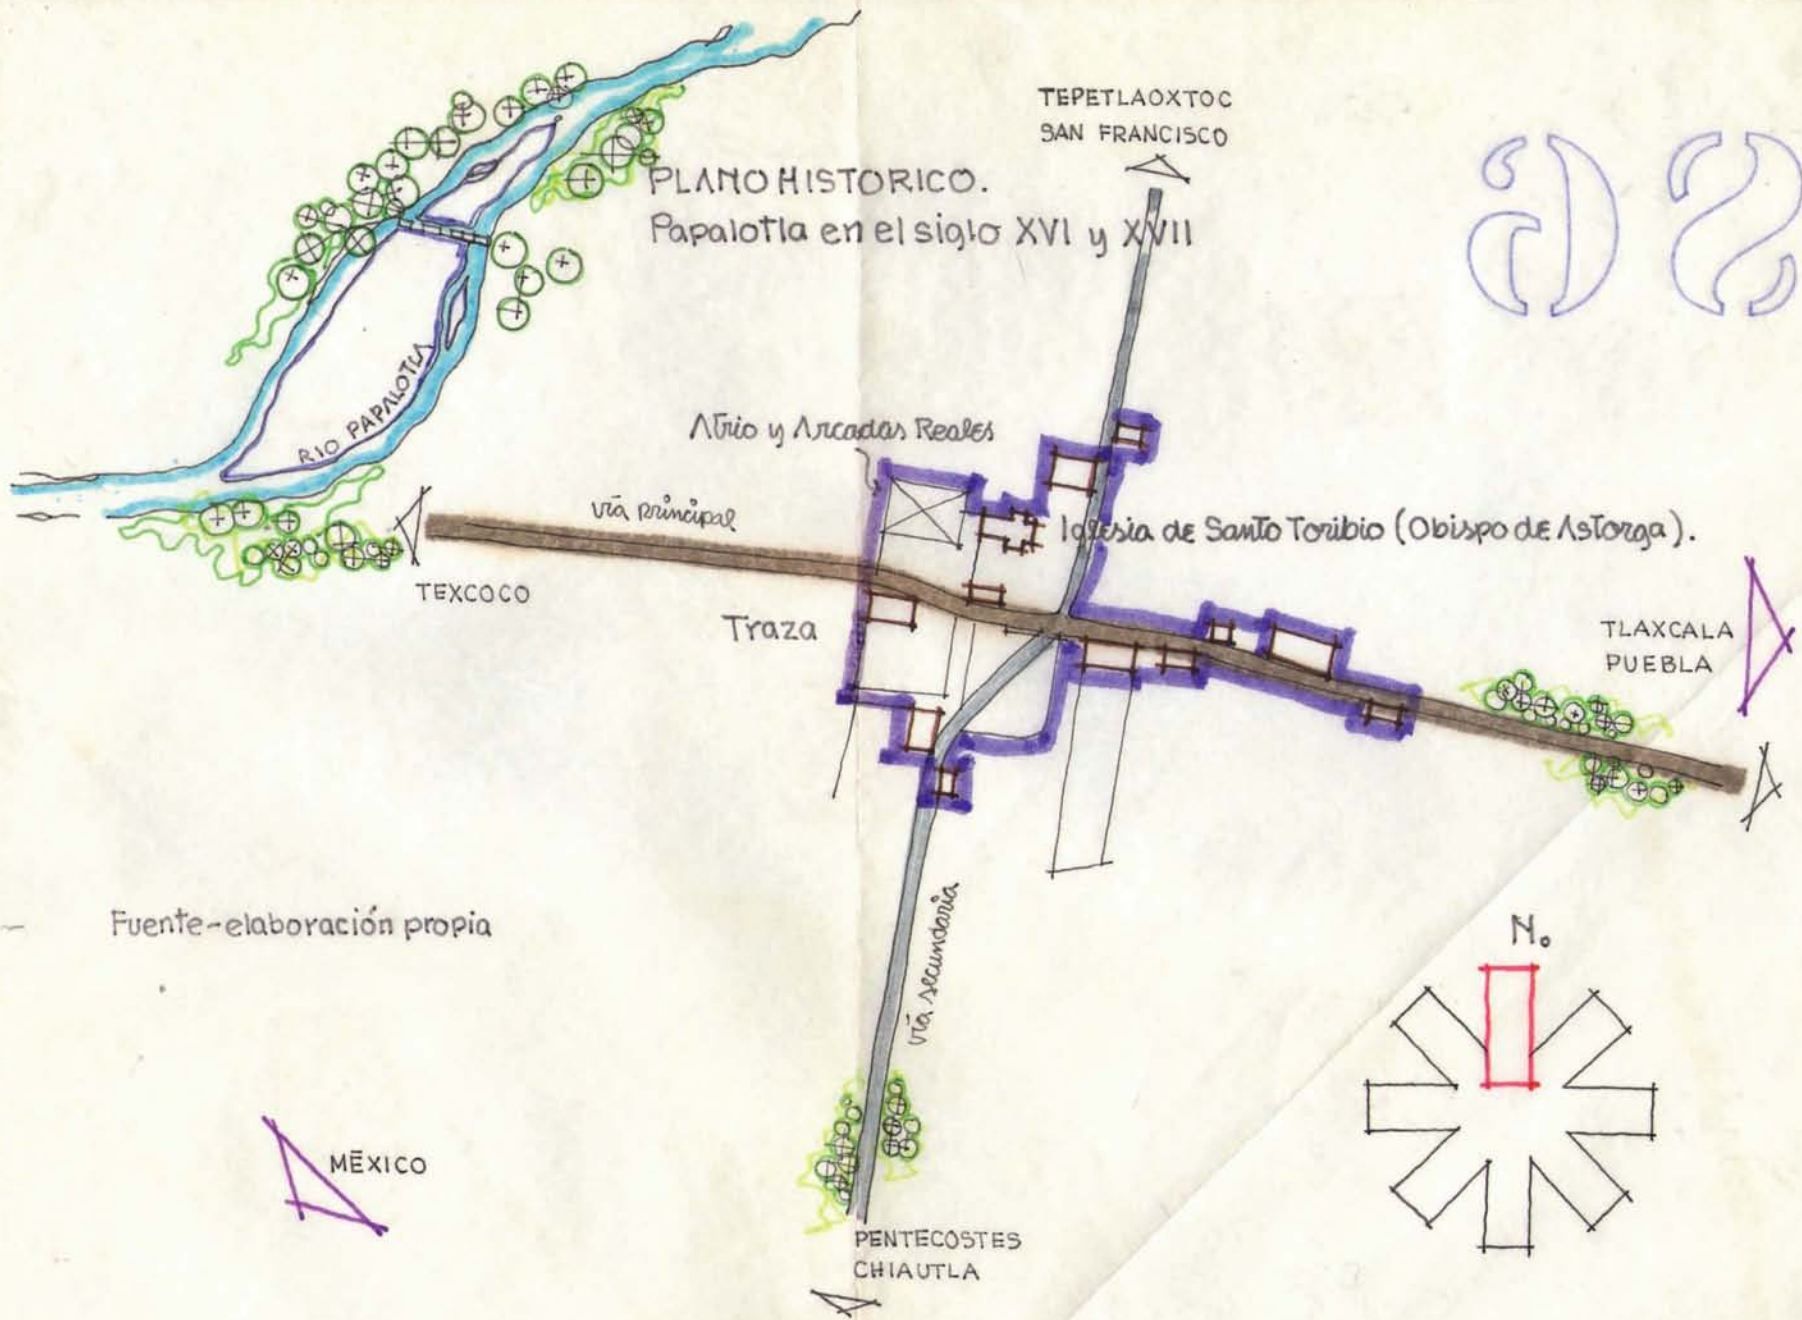 TEPETLAOXTOC
SAN FRANCISCO
PLANO HISTORICO.
Papalotla en el siglo XVI y XVII
RIO PAPALOTLA
Atrio y Arcadas Reales
vía principal
Iglesia de Santo Toribio (Obispo de Astorga).
TEXCOCO
Traza
TLAXCALA
PUEBLA
vía secundaria
Fuente-elaboración propia
N.
MÉXICO
PENTECOSTES
CHIAUTLA